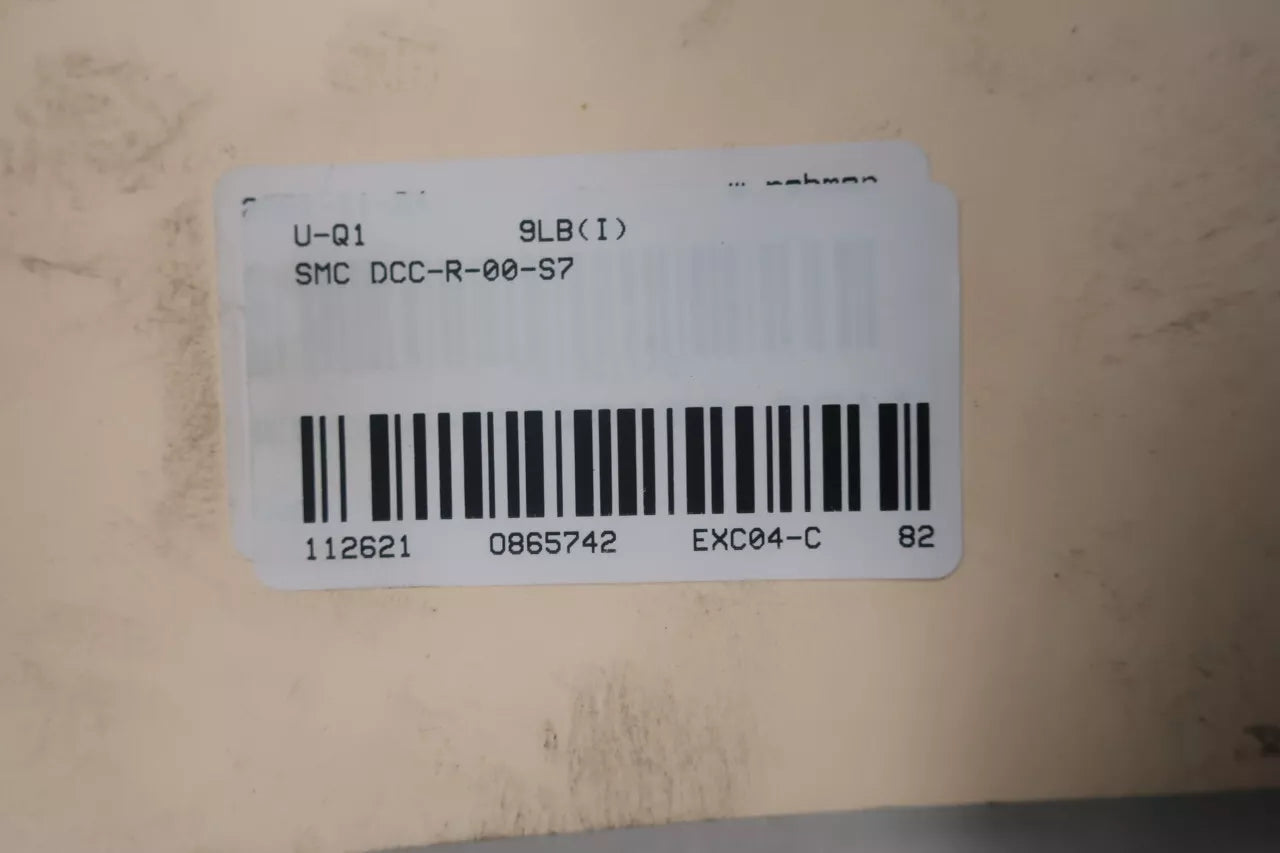 U-Q1 9LB(I)
SMC DCC-R-00-S7
112621 0865742 EXC04-C 82